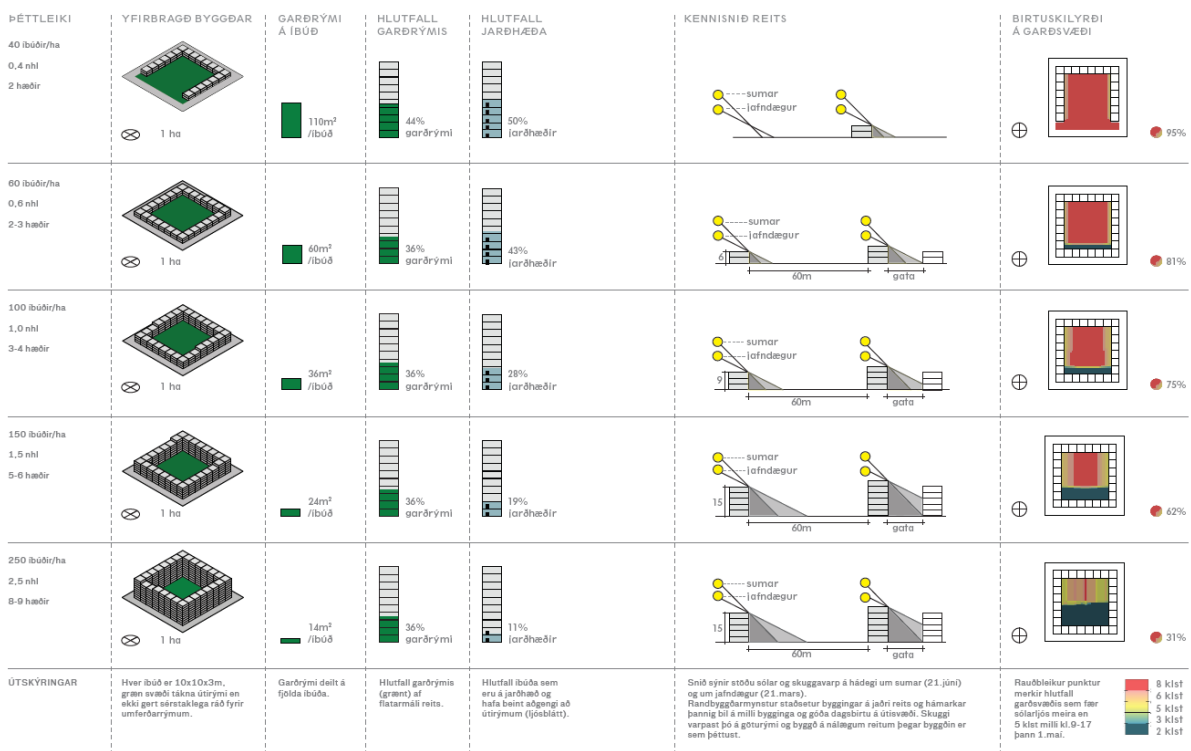 ÞÉTTLEIKI
YFIRBRAGÐ BYGGÐAR
GARÐRÝMI
Á ÍBÚÐ
HLUTFALL
GARÐRÝMIS
HLUTFALL
JARÐHÆÐA
KENNISNIÐ REITS
BIRTUSKILYRÐI
Á GARÐSVÆÐI
40 íbúðir/ha
0,4 nhl
2 hæðir
1 ha
110m²
/íbúð
44%
garðrými
50%
jarðhæðir
sumar
jafndægur
95%
60 íbúðir/ha
0,6 nhl
2-3 hæðir
1 ha
60m²
/íbúð
36%
garðrými
43%
jarðhæðir
sumar
jafndægur
6
60m
gata
81%
100 íbúðir/ha
1,0 nhl
3-4 hæðir
1 ha
36m²
/íbúð
36%
garðrými
28%
jarðhæðir
sumar
jafndægur
9
60m
gata
75%
150 íbúðir/ha
1,5 nhl
5-6 hæðir
1 ha
24m²
/íbúð
36%
garðrými
19%
jarðhæðir
sumar
jafndægur
15
60m
gata
62%
250 íbúðir/ha
2,5 nhl
8-9 hæðir
1 ha
14m²
/íbúð
36%
garðrými
11%
jarðhæðir
sumar
jafndægur
15
60m
gata
31%
ÚTSKÝRINGAR
Hver íbúð er 10x10x3m,
græn svæði tákna útirými en
ekki gert sérstaklega ráð fyrir
umferðarrýmum.
Garðrými deilt á
fjölda íbúða.
Hlutfall garðrýmis
(grænt) af
flatarmáli reits.
Hlutfall íbúða sem
eru á jarðhæð og
hafa beint aðgengi að
útirýmum (ljósblátt).
Snið sýnir stöðu sólar og skuggavarp á hádegi um sumar (21.júní)
og um jafndægur (21.mars).
Randbyggðarmynstur staðsetur byggingar á jaðri reits og hámarkar
þannig bil á milli bygginga og góða dagsbirtu á útisvæði. Skuggi
varpast þó á göturými og byggð á nálægum reitum þegar byggðin er
sem þéttust.
Rauðbleikur punktur
merkir hlutfall
garðsvæðis sem fær
sólarljós meira en
5 klst milli kl.9-17
þann 1.maí.
8 klst
6 klst
5 klst
3 klst
2 klst